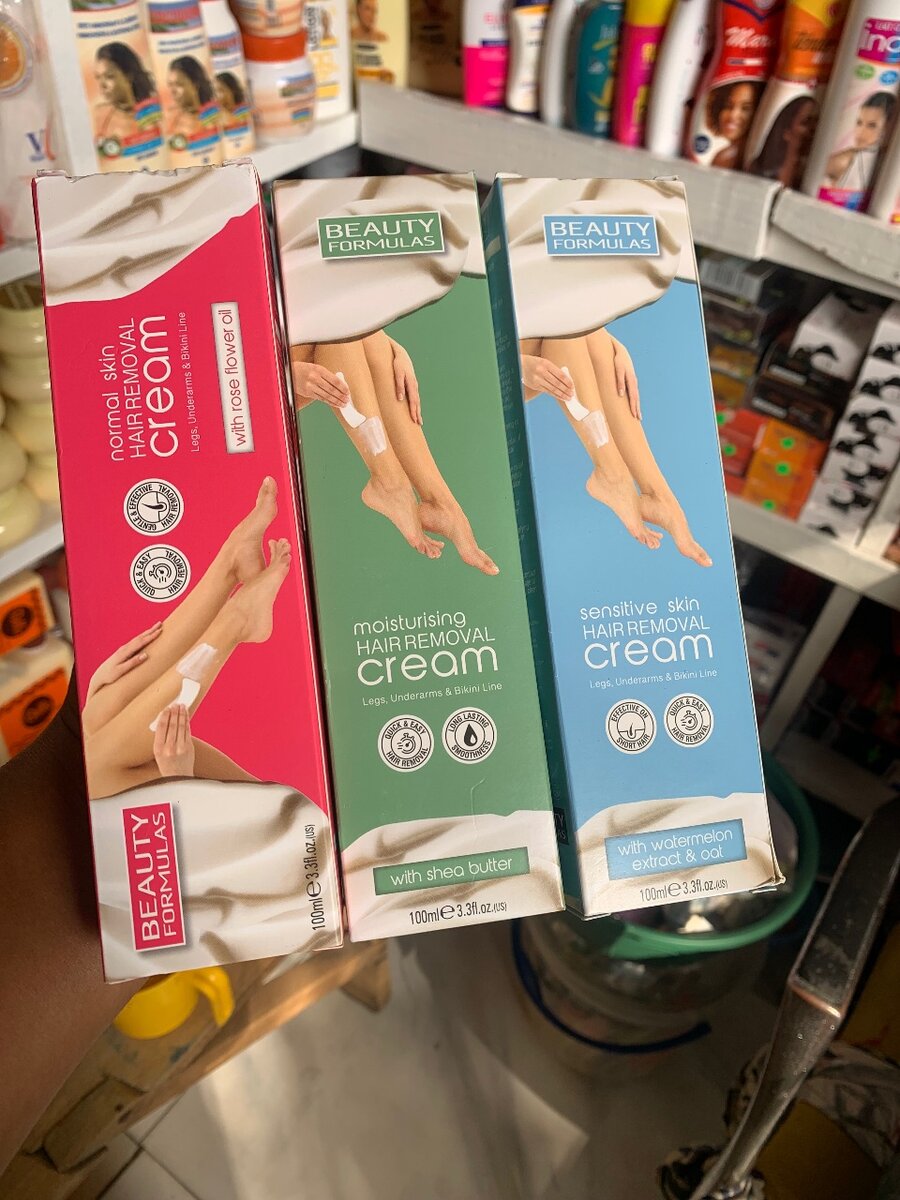 normal skin
HAIR REMOVAL
cream
Legs, Underarms & Bikini Line
with rose flower oil
GENTLE & EFFECTIVE
HAIR REMOVAL
QUICK & EASY
HAIR REMOVAL
BEAUTY
FORMULAS
100ml e 3.3fl.oz.(US)
BEAUTY
FORMULAS
moisturising
HAIR REMOVAL
cream
Legs, Underarms & Bikini Line
QUICK & EASY
HAIR REMOVAL
LONG LASTING
SMOOTHNESS
with shea butter
100ml e 3.3fl.oz.(US)
BEAUTY
FORMULAS
sensitive skin
HAIR REMOVAL
cream
Legs, Underarms & Bikini Line
EFFECTIVE ON
SHORT HAIR
QUICK & EASY
HAIR REMOVAL
with watermelon
extract & oat
100ml e 3.3fl.oz.(US)